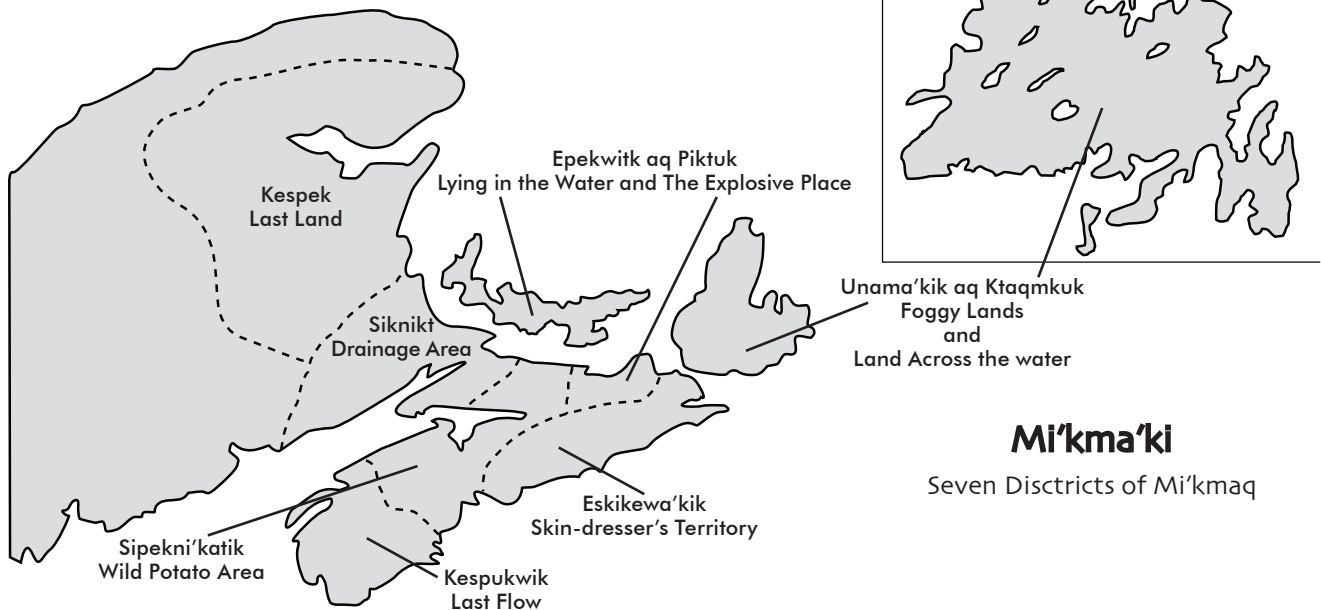 Epekwitk aq Piktuk
Lying in the Water and The Explosive Place
Kespek
Last Land
Unama'kik aq Ktaqmkuk
Foggy Lands
and
Land Across the water
Siknikt
Drainage Area
Mi'kma'ki
Seven Disctricts of Mi'kmaq
Eskikewa'kik
Skin-dresser's Territory
Sipekni'katik
Wild Potato Area
Kespukwik
Last Flow